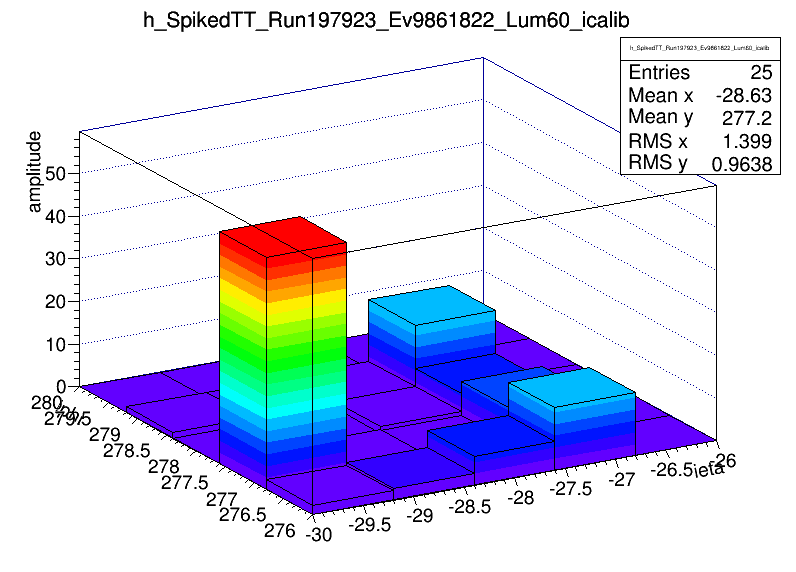 h_SpikedTT_Run197923_Ev9861822_Lum60_icalib
h_SpikedTT_Run197923_Ev9861822_Lum60_icalib
Entries 25
Mean x -28.63
Mean y 277.2
RMS x 1.399
RMS y 0.9638
amplitude
50
40
30
20
10
0
280
279.5
279
278.5
278
277.5
277
276.5
276
-30
-29.5
-29
-28.5
-28
-27.5
-27
-26.5
-26
ieta